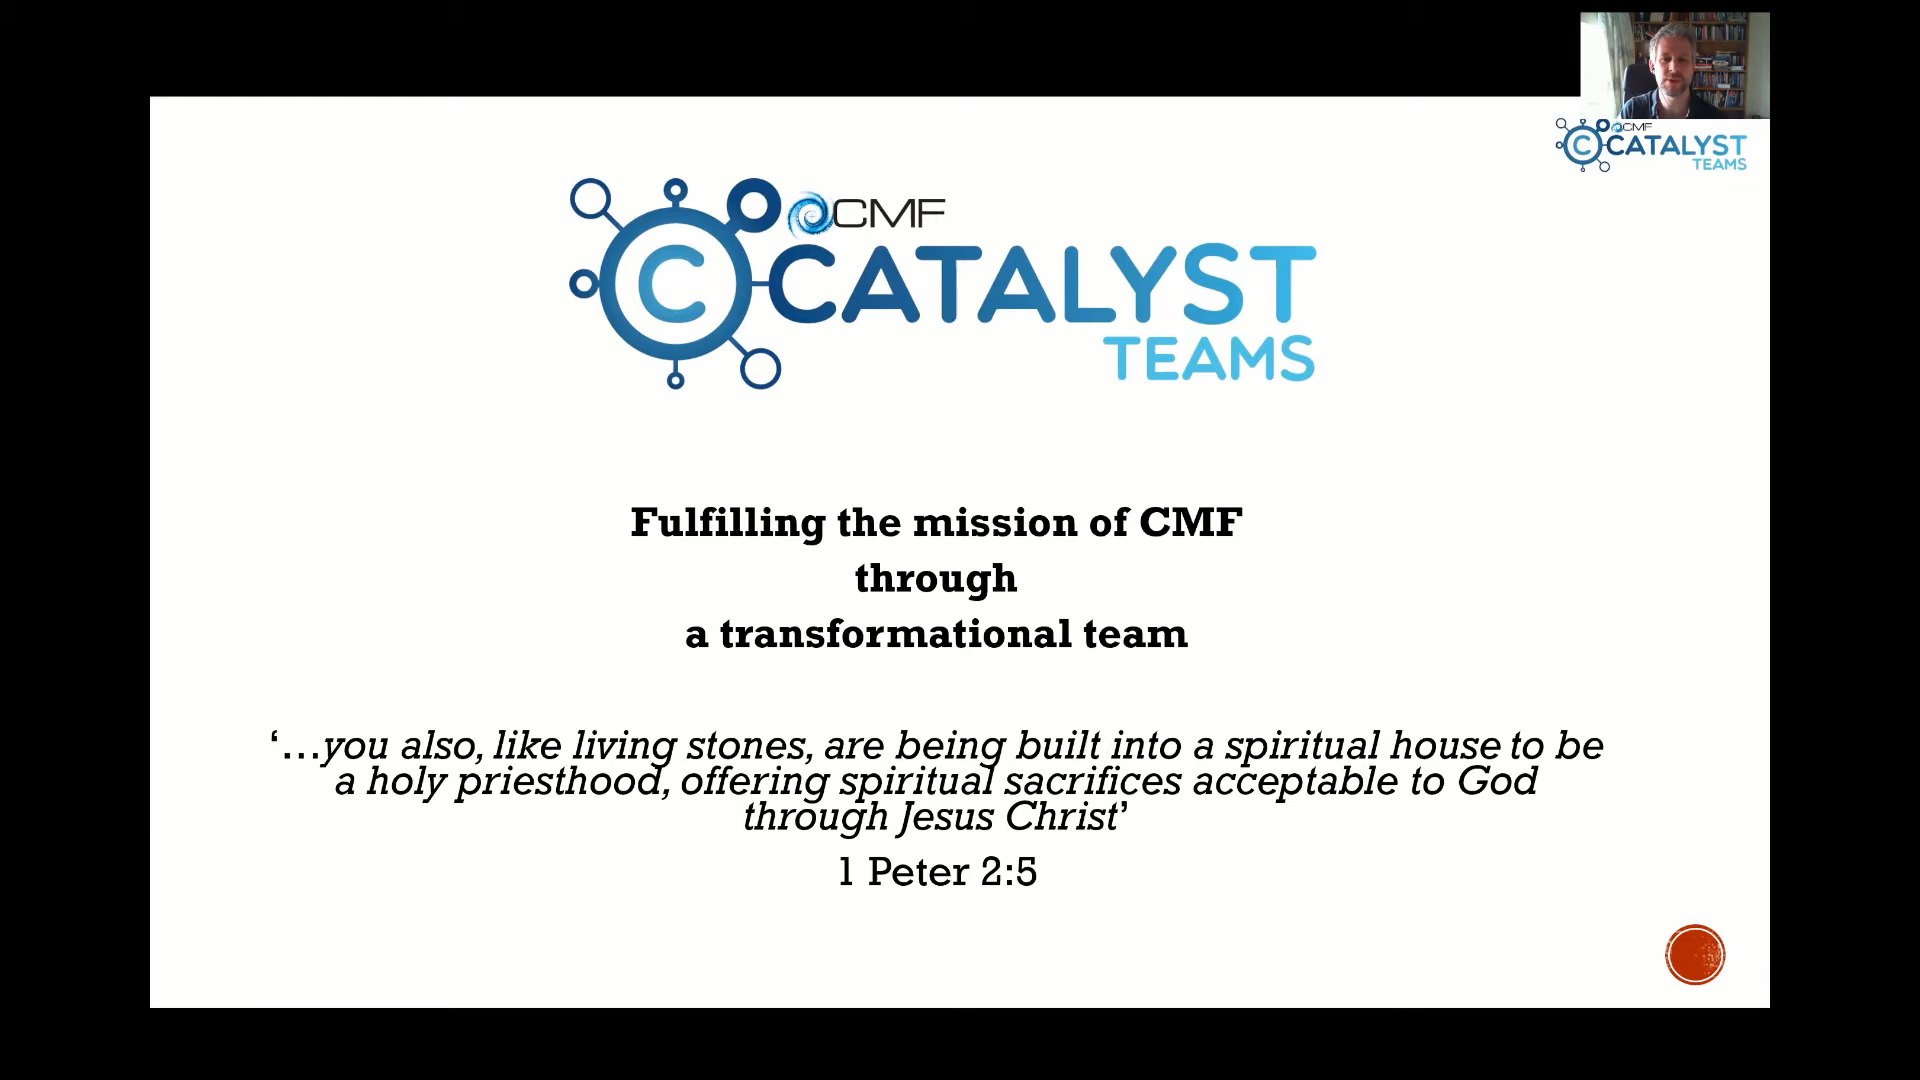 CMF
C CATALYST
TEAMS
CMF
C CATALYST
TEAMS
Fulfilling the mission of CMF
through
a transformational team
‘…you also, like living stones, are being built into a spiritual house to be
a holy priesthood, offering spiritual sacrifices acceptable to God
through Jesus Christ’
1 Peter 2:5